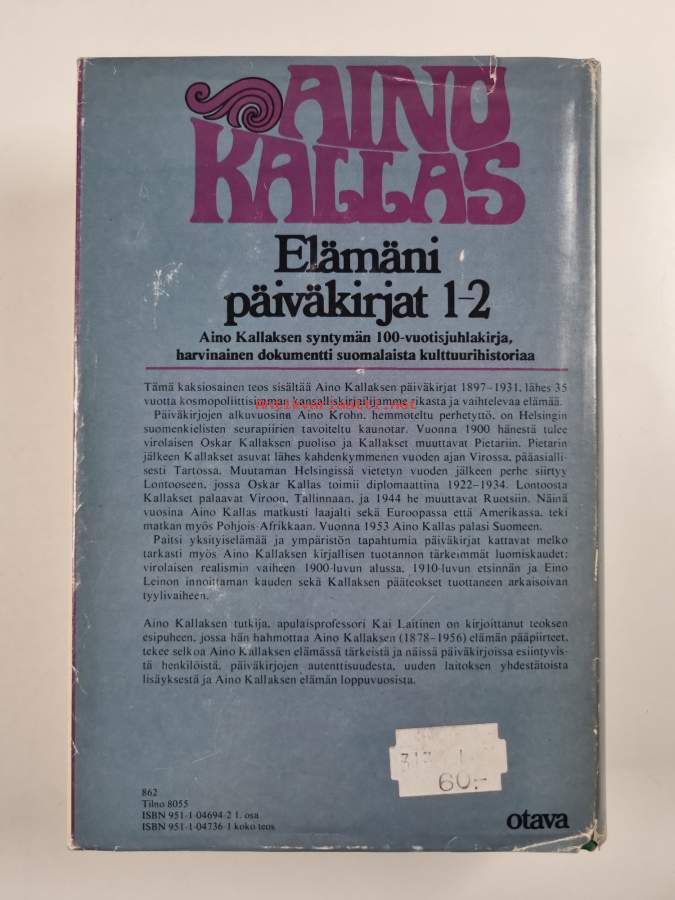 AINO
KALLAS
Elämäni
päiväkirjat 1-2
Aino Kallaksen syntymän 100-vuotisjuhlakirja,
harvinainen dokumentti suomalaista kulttuurihistoriaa
Tämä kaksiosainen teos sisältää Aino Kallaksen päiväkirjat 1897–1931, lähes 35
vuotta kosmopoliittisimman kansalliskirjailijamme rikasta ja vaihtelevaa elämää.
Antikvariaatti.net
Päiväkirjojen alkuvuosina Aino Krohn, hemmoteltu perhetyttö, on Helsingin
suomenkielisten seurapiirien tavoiteltu kaunotar. Vuonna 1900 hänestä tulee
virolaisen Oskar Kallaksen puoliso ja Kallakset muuttavat Pietariin. Pietarin
jälkeen Kallakset asuvat lähes kahdenkymmenen vuoden ajan Virossa, pääasialli-
sesti Tartossa. Muutaman Helsingissä vietetyn vuoden jälkeen perhe siirtyy
Lontooseen, jossa Oskar Kallas toimii diplomaattina 1922–1934. Lontoosta
Kallakset palaavat Viroon, Tallinnaan, ja 1944 he muuttavat Ruotsiin. Näinä
vuosina Aino Kallas matkusti laajalti sekä Euroopassa että Amerikassa, teki
matkan myös Pohjois-Afrikkaan. Vuonna 1953 Aino Kallas palasi Suomeen.
Paitsi yksityiselämää ja ympäristön tapahtumia päiväkirjat kattavat melko
tarkasti myös Aino Kallaksen kirjallisen tuotannon tärkeimmät luomiskaudet:
virolaisen realismin vaiheen 1900-luvun alussa, 1910-luvun etsinnän ja Eino
Leinon innoittaman kauden sekä Kallaksen pääteokset tuottaneen arkaisoivan
tyylivaiheen.
Aino Kallaksen tutkija, apulaisprofessori Kai Laitinen on kirjoittanut teoksen
esipuheen, jossa hän hahmottaa Aino Kallaksen (1878–1956) elämän pääpiirteet,
tekee selkoa Aino Kallaksen elämässä tärkeistä ja näissä päiväkirjoissa esiintyvis-
tä henkilöistä, päiväkirjojen autenttisuudesta, uuden laitoksen yhdestätoista
lisäyksestä ja Aino Kallaksen elämän loppuvuosista.
60.-
862
Tilno 8055
ISBN 951-1-04694-2 1. osa
ISBN 951-1-04736-1 koko teos
otava